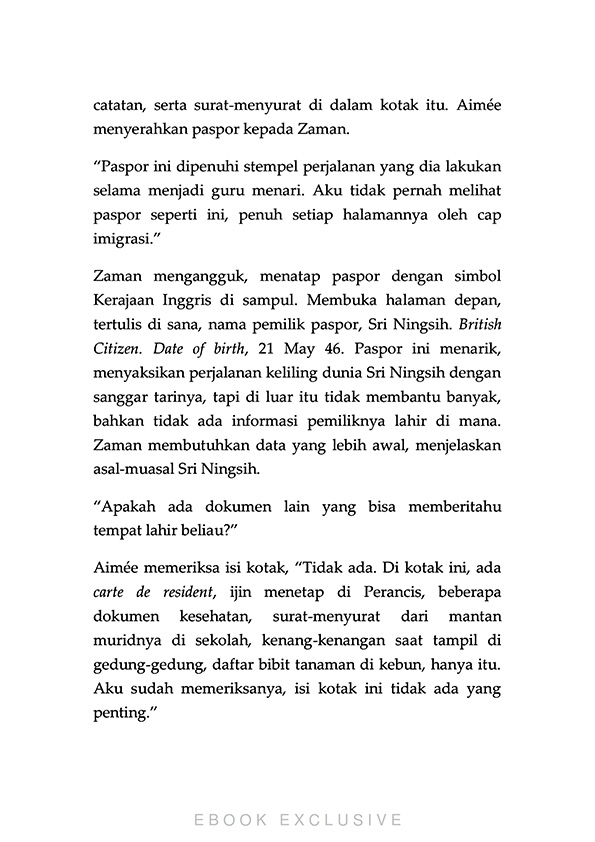 catatan, serta surat-menyurat di dalam kotak itu. Aimée
menyerahkan paspor kepada Zaman.
“Paspor ini dipenuhi stempel perjalanan yang dia lakukan
selama menjadi guru menari. Aku tidak pernah melihat
paspor seperti ini, penuh setiap halamannya oleh cap
imigrasi.”
Zaman mengangguk, menatap paspor dengan simbol
Kerajaan Inggris di sampul. Membuka halaman depan,
tertulis di sana, nama pemilik paspor, Sri Ningsih. British
Citizen. Date of birth, 21 May 46. Paspor ini menarik,
menyaksikan perjalanan keliling dunia Sri Ningsih dengan
sanggar tarinya, tapi di luar itu tidak membantu banyak,
bahkan tidak ada informasi pemiliknya lahir di mana.
Zaman membutuhkan data yang lebih awal, menjelaskan
asal-muasal Sri Ningsih.
“Apakah ada dokumen lain yang bisa memberitahu
tempat lahir beliau?”
Aimée memeriksa isi kotak, “Tidak ada. Di kotak ini, ada
carte de resident, ijin menetap di Perancis, beberapa
dokumen kesehatan, surat-menyurat dari mantan
muridnya di sekolah, kenang-kenangan saat tampil di
gedung-gedung, daftar bibit tanaman di kebun, hanya itu.
Aku sudah memeriksanya, isi kotak ini tidak ada yang
penting.”
EBOOK EXCLUSIVE